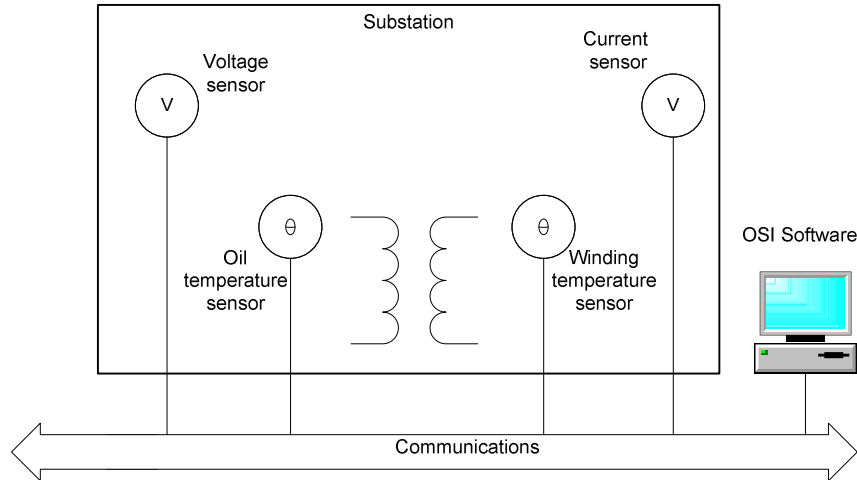 Substation
Voltage
sensor
V
Current
sensor
V
θ
Oil
temperature
sensor
θ
Winding
temperature
sensor
OSI Software
Communications